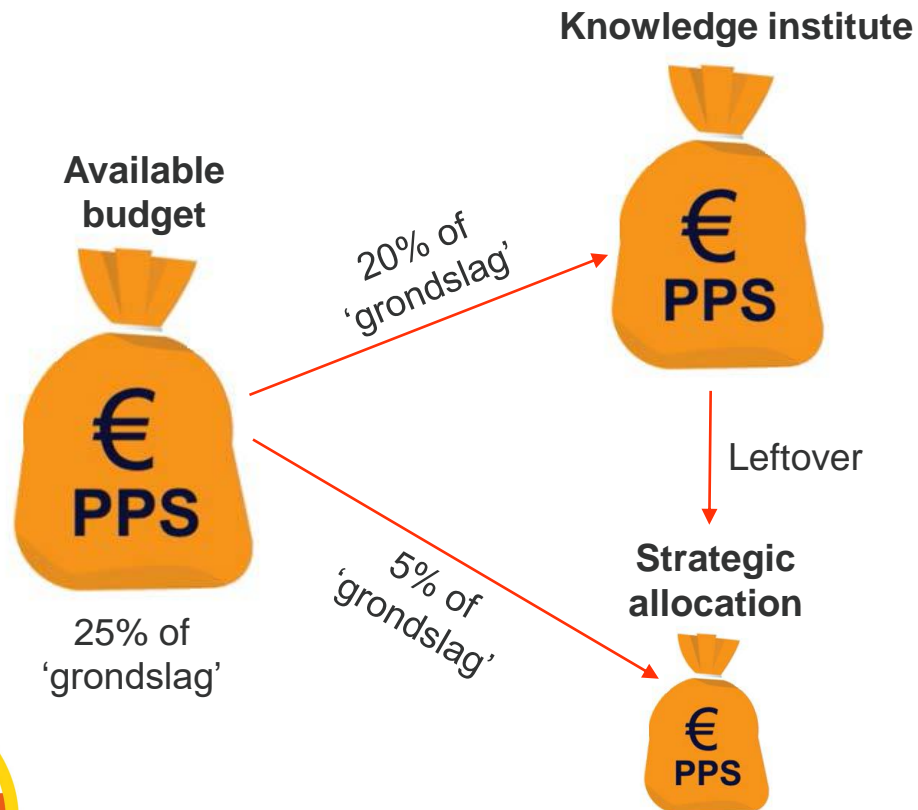 Knowledge institute
€
PPS
Available
budget
20% of
‘grondslag’
€
PPS
25% of
‘grondslag’
Leftover
5% of
‘grondslag’
Strategic
allocation
€
PPS